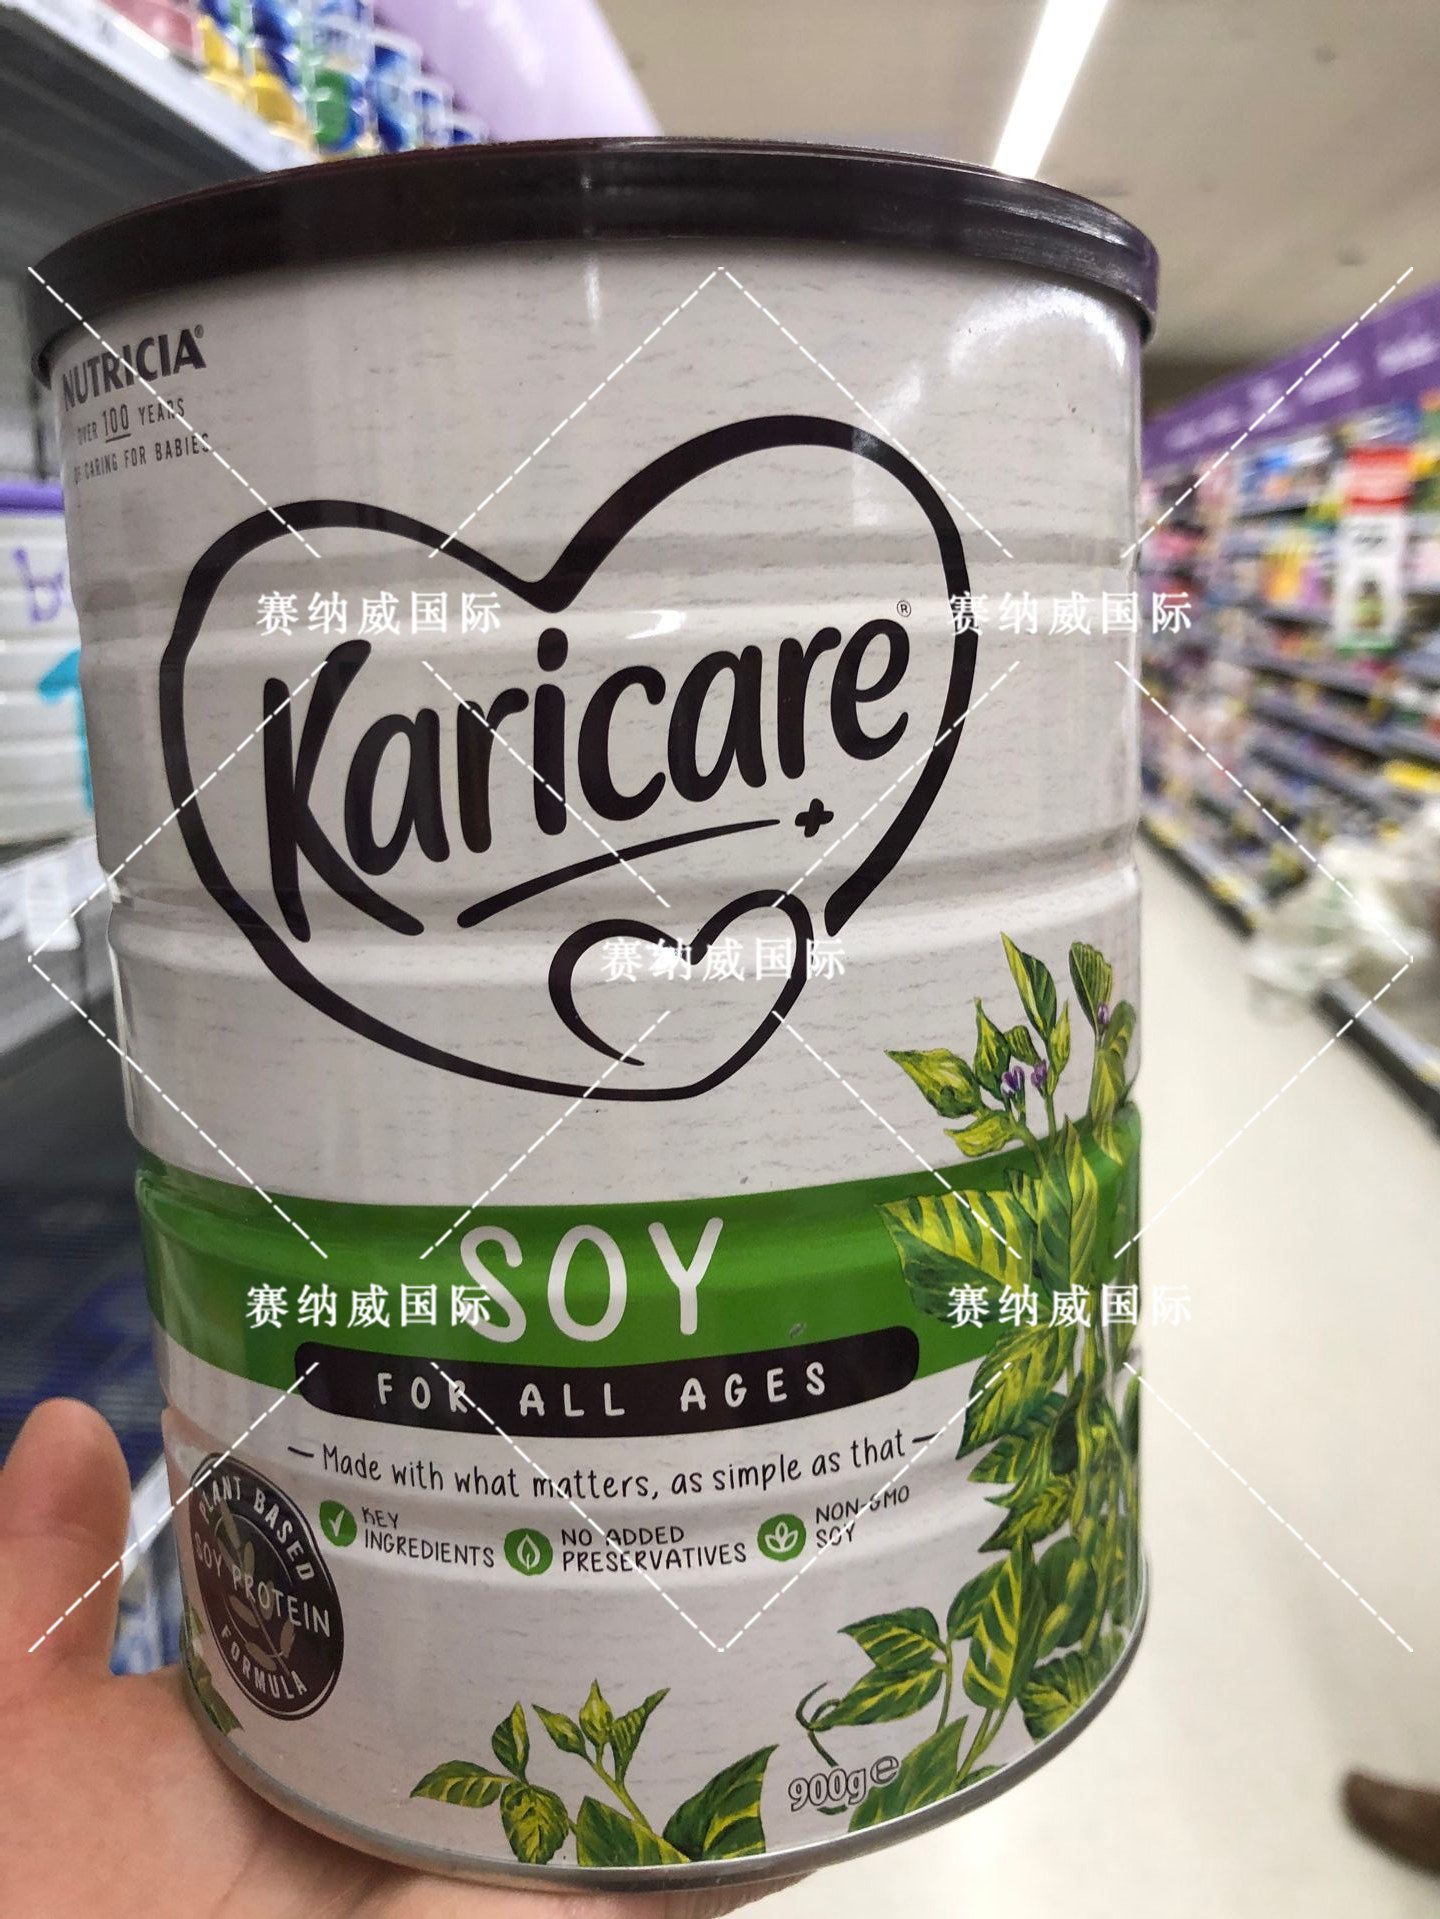 NUTRICIA®
OVER 100 YEARS
OF CARING FOR BABIES
Karicare®
+
SOY
FOR ALL AGES
Made with what matters, as simple as that
KEY
INGREDIENTS
NO ADDED
PRESERVATIVES
NON-GMO
SOY
PLANT BASED
SOY PROTEIN
FORMULA
900g℮
赛纳威国际
赛纳威国际
赛纳威国际
赛纳威国际
赛纳威国际